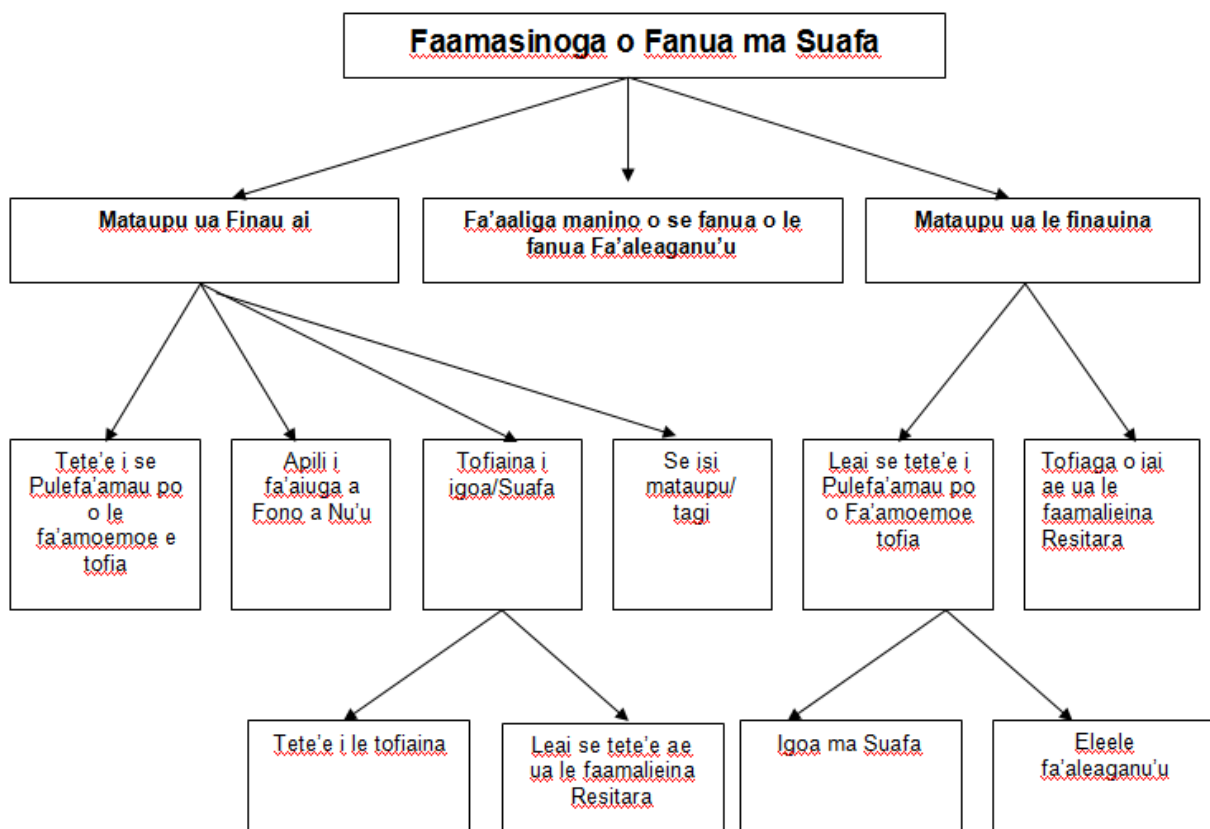 Faamasinoga o Fanua ma Suafa
Mataupu ua Finau ai
Fa’aaliga manino o se fanua o le
fanua Fa’aleaganu’u
Mataupu ua le finauina
Tete’e i se
Pulefa’amau po
o le
fa’amoemoe e
tofia
Apili i
fa’aiuga a
Fono a Nu’u
Tofiaina i
igoa/Suafa
Se isi
mataupu/
tagi
Leai se tete’e i
Pulefa’amau po
o Fa’amoemoe
tofia
Tofiaga o iai
ae ua le
faamalieina
Resitara
Tete’e i le tofiaina
Leai se tete’e ae
ua le faamalieina
Resitara
Igoa ma Suafa
Eleele
fa’aleaganu’u